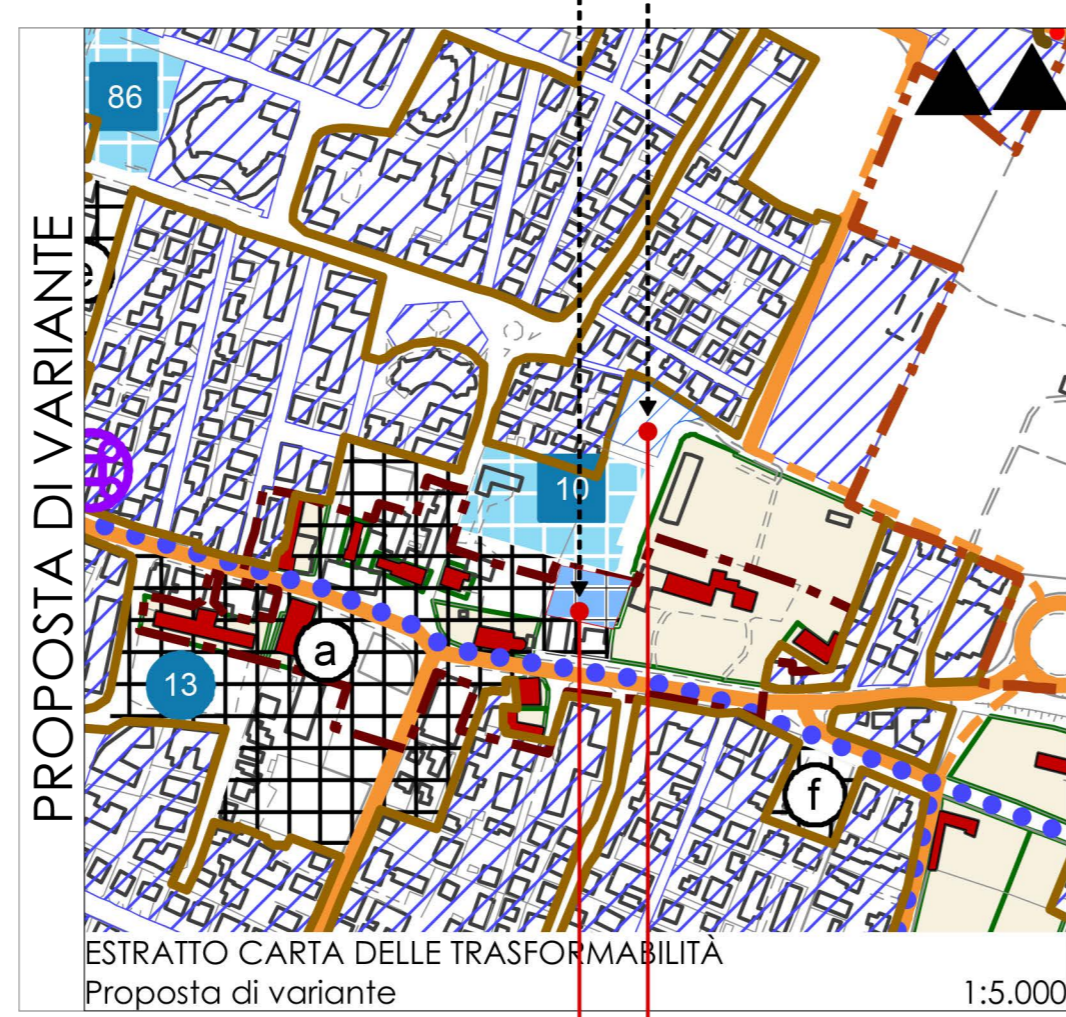 PROPOSTA DI VARIANTE
86
10
a
13
f
ESTRATTO CARTA DELLE TRASFORMABILITÀ
Proposta di variante
1:5.000